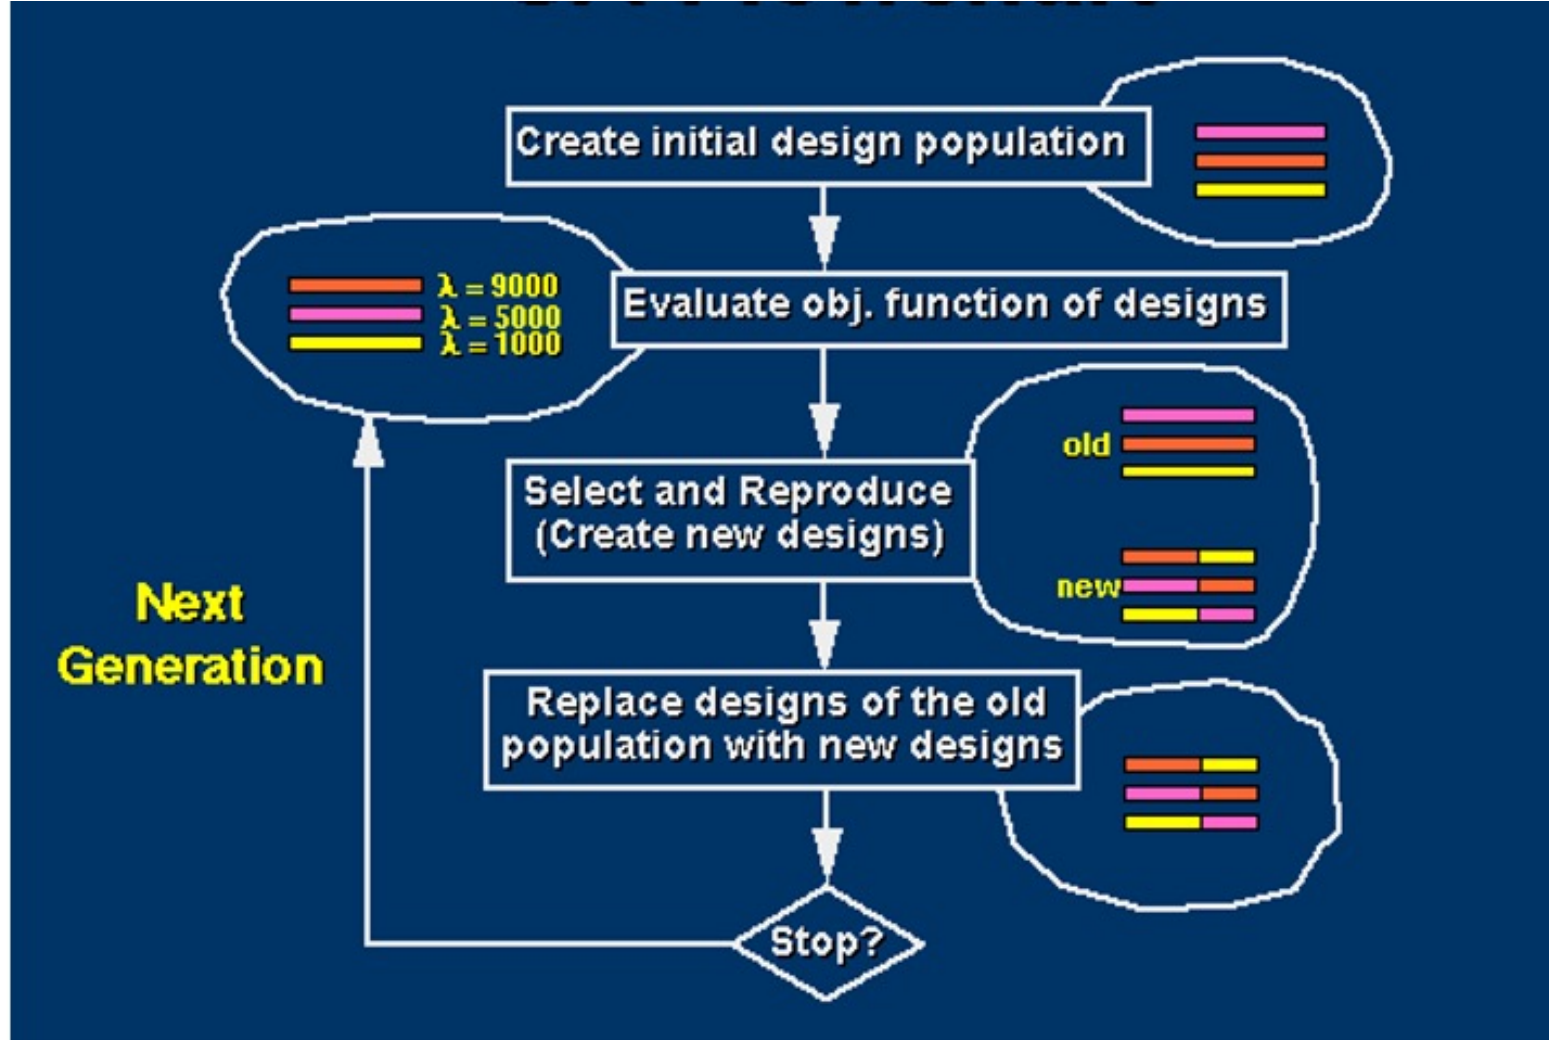 Create initial design population
λ = 9000
λ = 5000
λ = 1000
Evaluate obj. function of designs
old
Select and Reproduce
(Create new designs)
new
Next
Generation
Replace designs of the old
population with new designs
Stop?